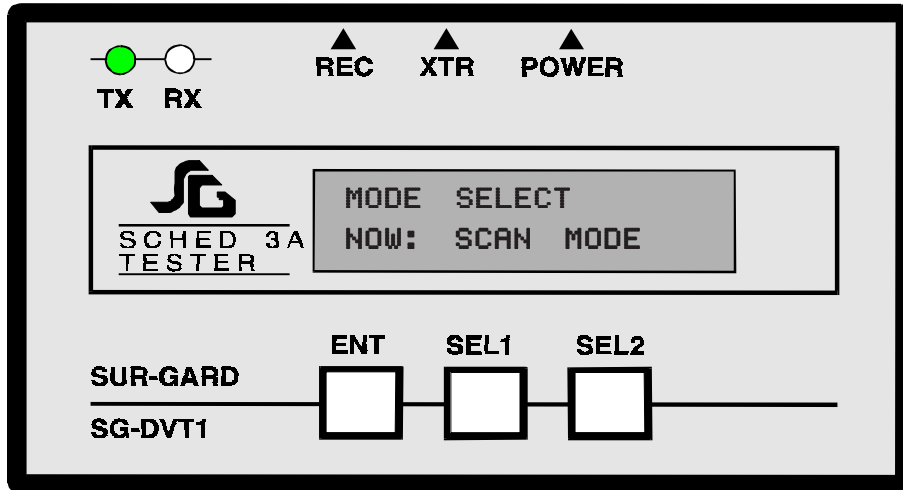 REC XTR POWER
TX RX
SG
SCHED 3A
TESTER
MODE SELECT
NOW: SCAN MODE
ENT SEL1 SEL2
SUR-GARD
SG-DVT1